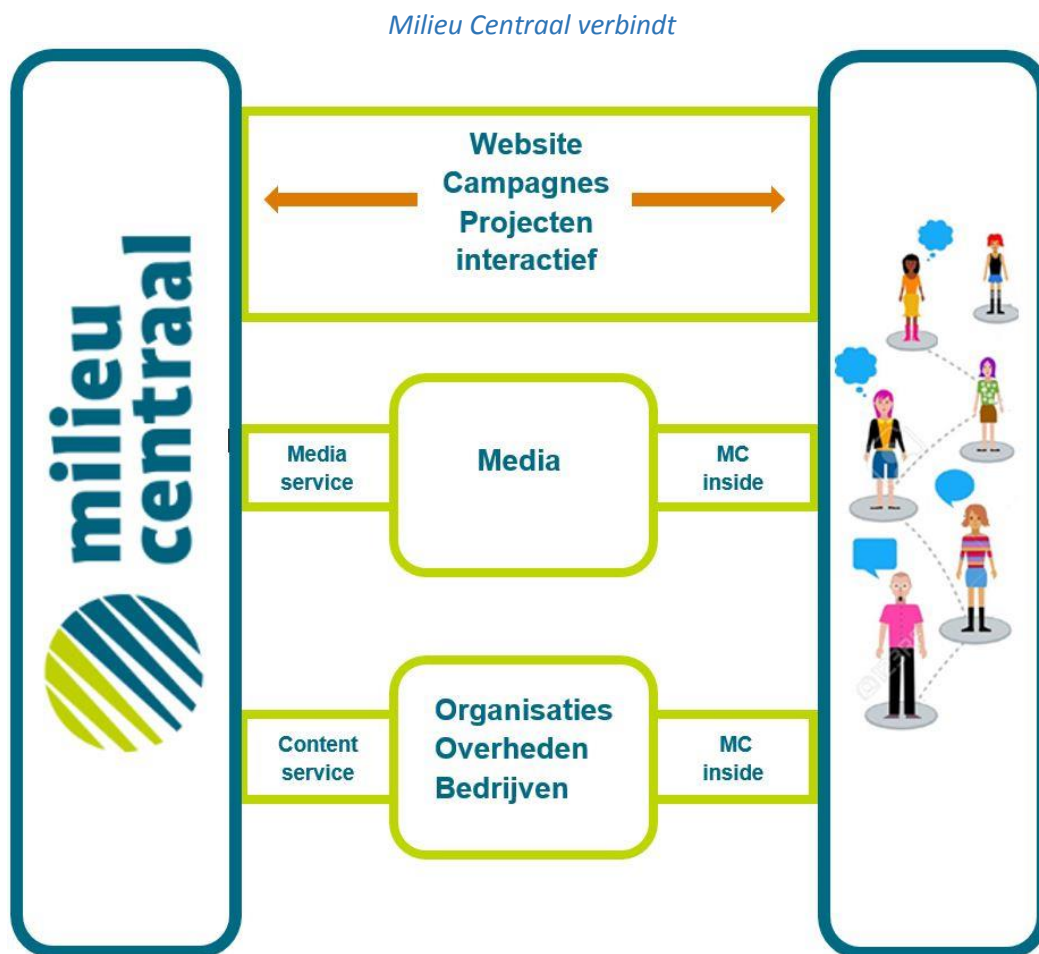 Milieu Centraal verbindt
milieu
centraal
Website
Campagnes
Projecten
interactief
Media
service
Media
MC
inside
Content
service
Organisaties
Overheden
Bedrijven
MC
inside